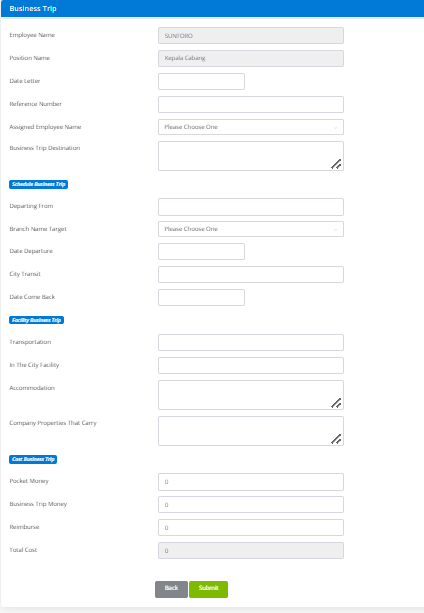 Business Trip
Employee Name
SUNTORO
Position Name
Kepala Cabang
Date Letter
Reference Number
Assigned Employee Name
Please Choose One
Business Trip Destination
Schedule Business Trip
Departing From
Branch Name Target
Please Choose One
Date Departure
City Transit
Date Come Back
Facility Business Trip
Transportation
In The City Facility
Accommodation
Company Properties That Carry
Cost Business Trip
Pocket Money
0
Business Trip Money
0
Reimburse
0
Total Cost
0
Back
Submit